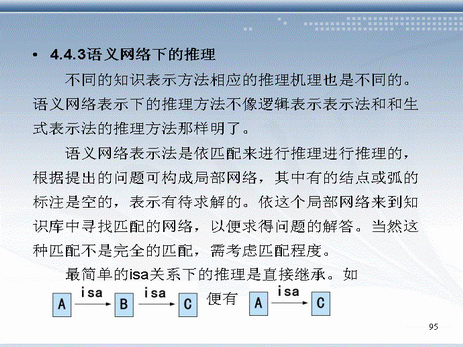 • 4.4.3语义网络下的推理
不同的知识表示方法相应的推理机理也是不同的。
语义网络表示下的推理方法不像逻辑表示表示法和和生
式表示法的推理方法那样明了。
语义网络表示法是依匹配来进行推理进行推理的，
根据提出的问题可构成局部网络，其中有的结点或弧的
标注是空的，表示有待求解的。依这个局部网络来到知
识库中寻找匹配的网络，以便求得问题的解答。当然这
种匹配不是完全的匹配，需考虑匹配程度。
最简单的isa关系下的推理是直接继承。如
A isa B isa C 便有 A isa C
95